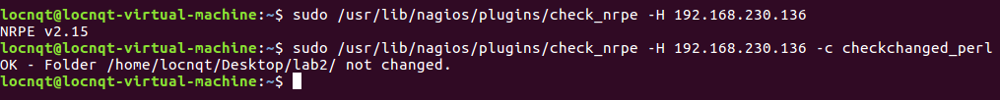 locnqt@locnqt-virtual-machine:~$ sudo /usr/lib/nagios/plugins/check_nrpe -H 192.168.230.136
NRPE v2.15
locnqt@locnqt-virtual-machine:~$ sudo /usr/lib/nagios/plugins/check_nrpe -H 192.168.230.136 -c checkchanged_perl
OK - Folder /home/locnqt/Desktop/lab2/ not changed.
locnqt@locnqt-virtual-machine:~$